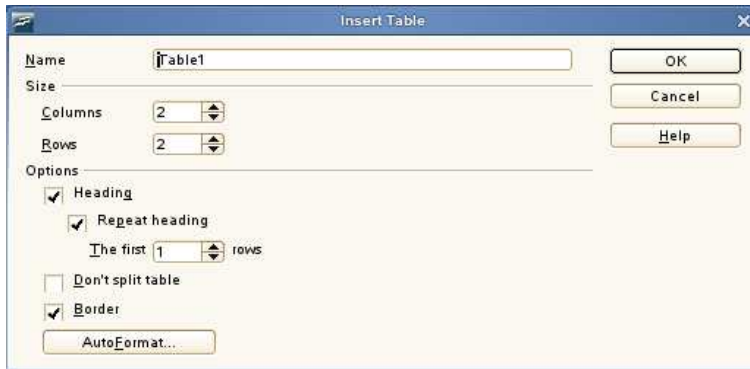 Insert Table
Name Table1
OK
Size
Cancel
Columns 2
Help
Rows 2
Options
Heading
Repeat heading
The first 1 rows
Don't split table
Border
AutoFormat...